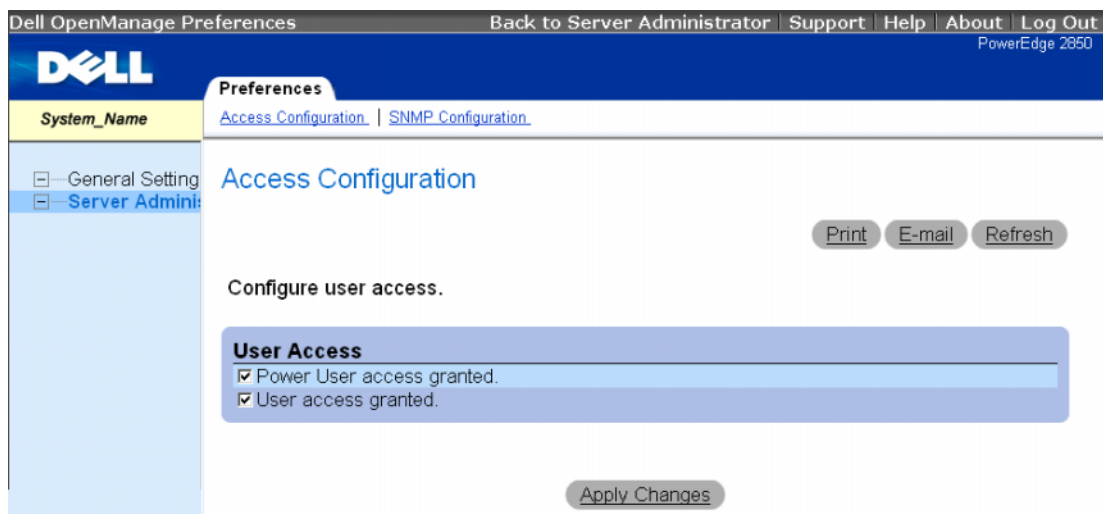 Dell OpenManage Preferences Back to Server Administrator | Support | Help | About | Log Out
PowerEdge 2850
DELL
Preferences
System_Name
Access Configuration | SNMP Configuration
General Setting
Server Adminis
Access Configuration
Print E-mail Refresh
Configure user access.
User Access
Power User access granted.
User access granted.
Apply Changes